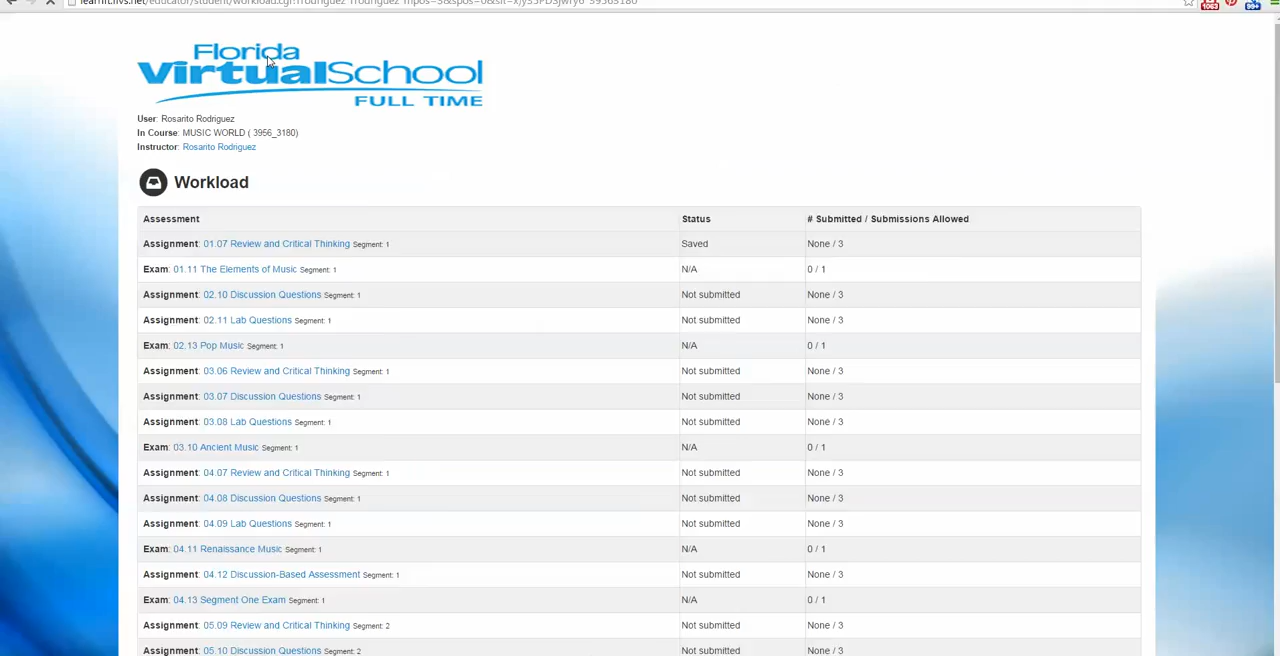 Florida
VirtualSchool
FULL TIME
User: Rosarito Rodriguez
In Course: MUSIC WORLD ( 3956_3180)
Instructor: Rosarito Rodriguez
Workload
Assessment Status # Submitted / Submissions Allowed
Assignment: 01.07 Review and Critical Thinking Segment: 1 Saved None / 3
Exam: 01.11 The Elements of Music Segment: 1 N/A 0 / 1
Assignment: 02.10 Discussion Questions Segment: 1 Not submitted None / 3
Assignment: 02.11 Lab Questions Segment: 1 Not submitted None / 3
Exam: 02.13 Pop Music Segment: 1 N/A 0 / 1
Assignment: 03.06 Review and Critical Thinking Segment: 1 Not submitted None / 3
Assignment: 03.07 Discussion Questions Segment: 1 Not submitted None / 3
Assignment: 03.08 Lab Questions Segment: 1 Not submitted None / 3
Exam: 03.10 Ancient Music Segment: 1 N/A 0 / 1
Assignment: 04.07 Review and Critical Thinking Segment: 1 Not submitted None / 3
Assignment: 04.08 Discussion Questions Segment: 1 Not submitted None / 3
Assignment: 04.09 Lab Questions Segment: 1 Not submitted None / 3
Exam: 04.11 Renaissance Music Segment: 1 N/A 0 / 1
Assignment: 04.12 Discussion-Based Assessment Segment: 1 Not submitted None / 3
Exam: 04.13 Segment One Exam Segment: 1 N/A 0 / 1
Assignment: 05.09 Review and Critical Thinking Segment: 2 Not submitted None / 3
Assignment: 05.10 Discussion Questions Segment: 2 Not submitted None / 3